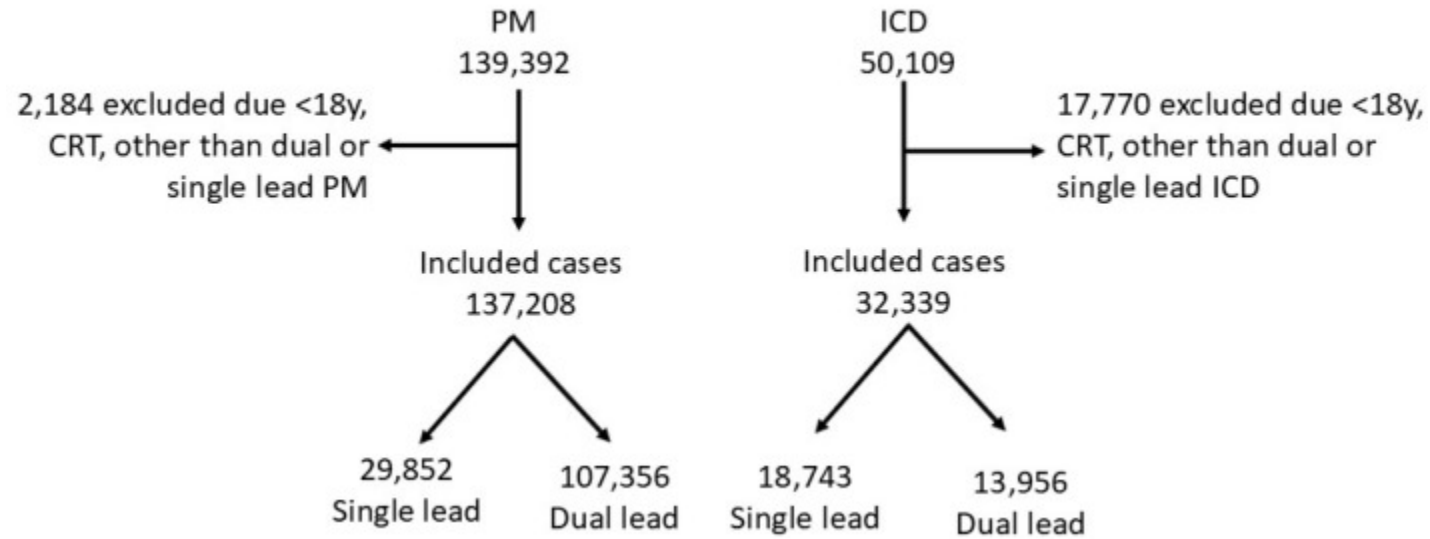 PM
139,392
2,184 excluded due <18y,
CRT, other than dual or
single lead PM
Included cases
137,208
29,852
Single lead
107,356
Dual lead
ICD
50,109
17,770 excluded due <18y,
CRT, other than dual or
single lead ICD
Included cases
32,339
18,743
Single lead
13,956
Dual lead